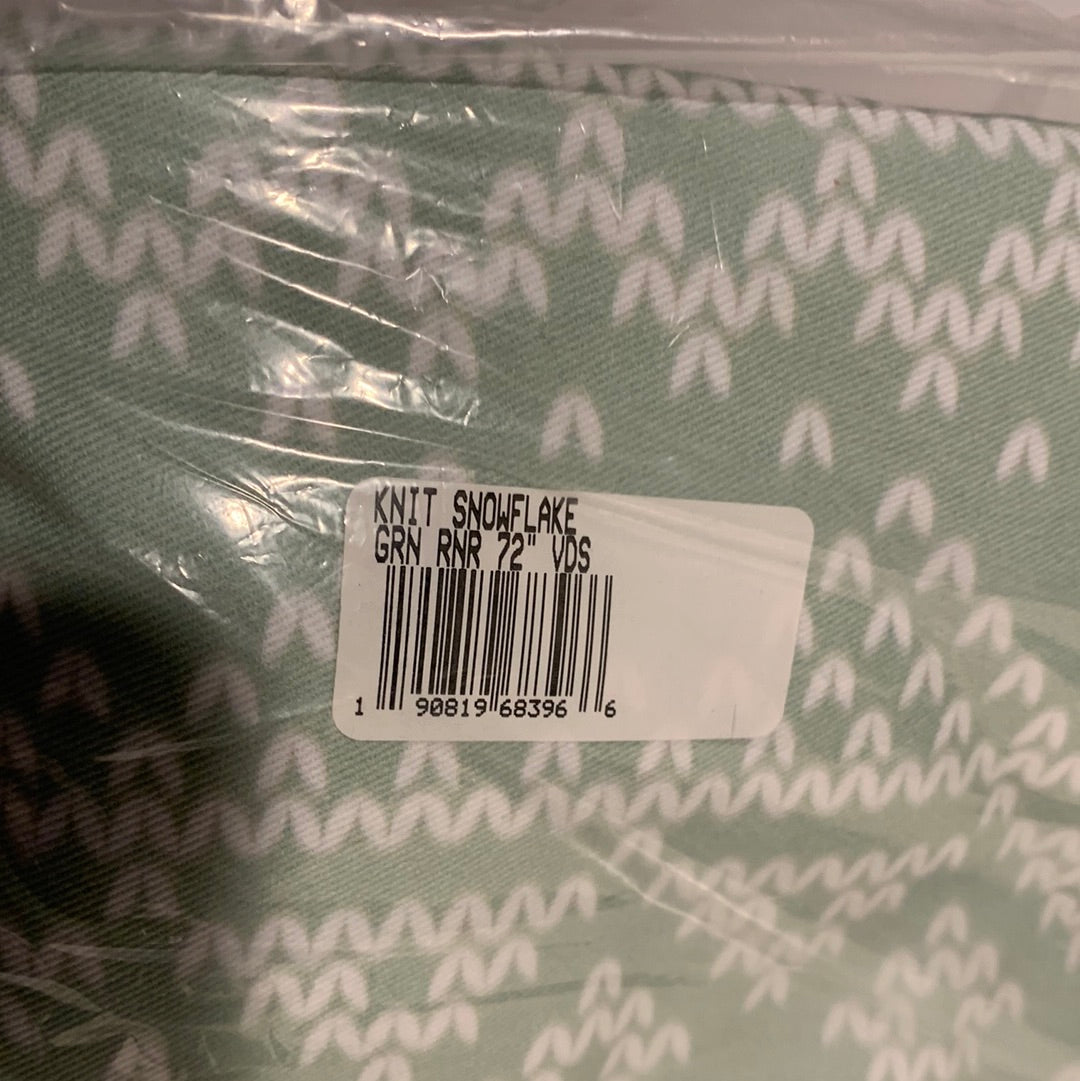 KNIT SNOWFLAKE
GRN RNR 72" VDS
1 90819 68396 6